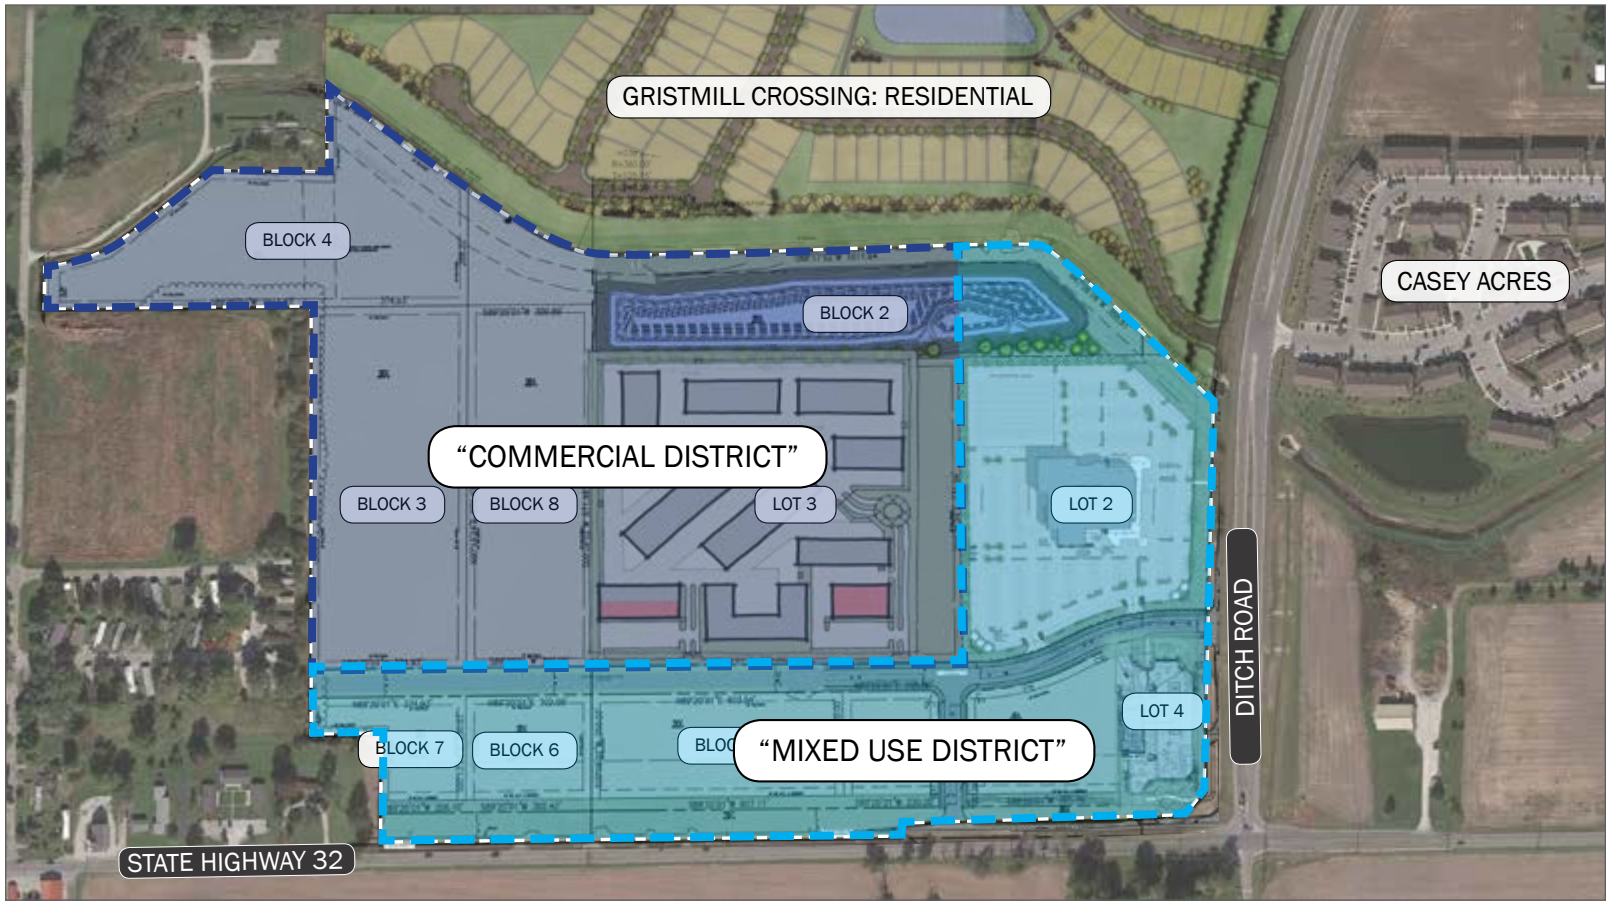 GRISTMILL CROSSING: RESIDENTIAL
BLOCK 4
CASEY ACRES
BLOCK 2
"COMMERCIAL DISTRICT"
BLOCK 3
BLOCK 8
LOT 3
LOT 2
DITCH ROAD
LOT 4
BLOCK 7
BLOCK 6
BLOC
"MIXED USE DISTRICT"
STATE HIGHWAY 32